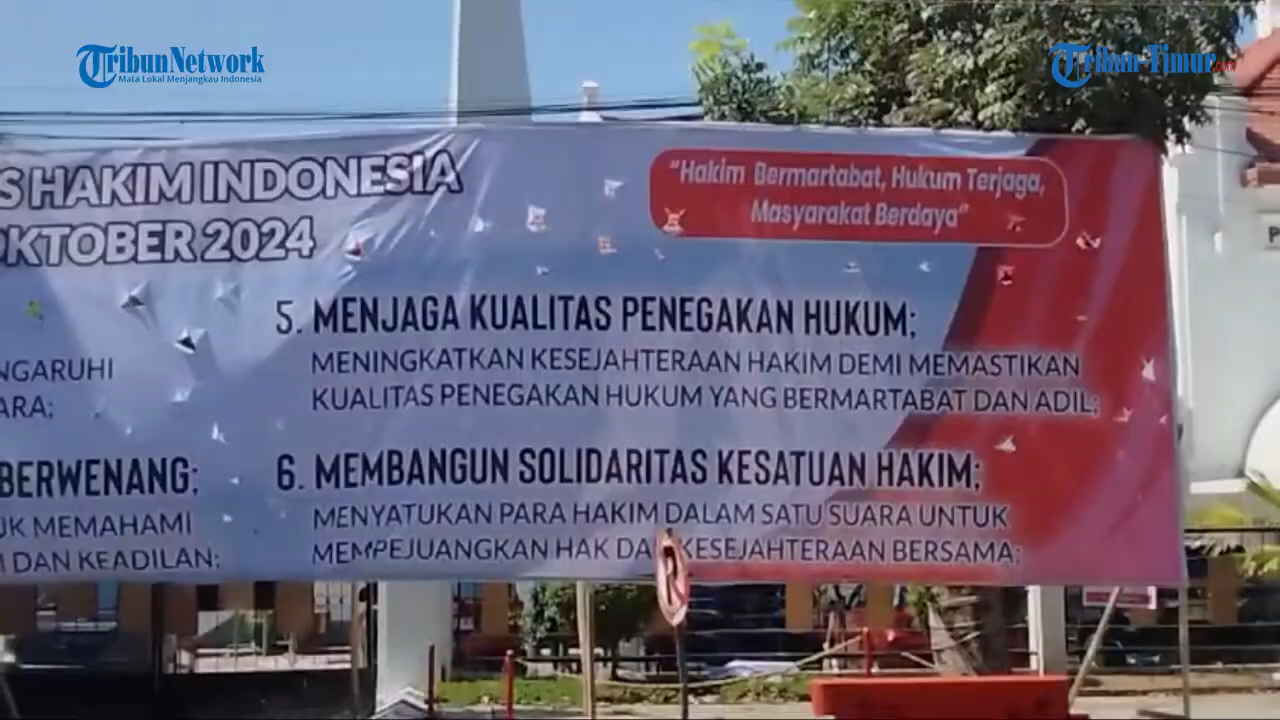 TribunNetwork
Mata Lokal Menjangkau Indonesia
Tribun-Timur.com
S HAKIM INDONESIA
OKTOBER 2024
"Hakim Bermartabat, Hukum Terjaga,
Masyarakat Berdaya"
NGARUHI
ARA;
BERWENANG;
UK MEMAHAMI
DAN KEADILAN;
5. MENJAGA KUALITAS PENEGAKAN HUKUM;
MENINGKATKAN KESEJAHTERAAN HAKIM DEMI MEMASTIKAN
KUALITAS PENEGAKAN HUKUM YANG BERMARTABAT DAN ADIL;
6. MEMBANGUN SOLIDARITAS KESATUAN HAKIM;
MENYATUKAN PARA HAKIM DALAM SATU SUARA UNTUK
MEMPEJUANGKAN HAK DAN KESEJAHTERAAN BERSAMA;